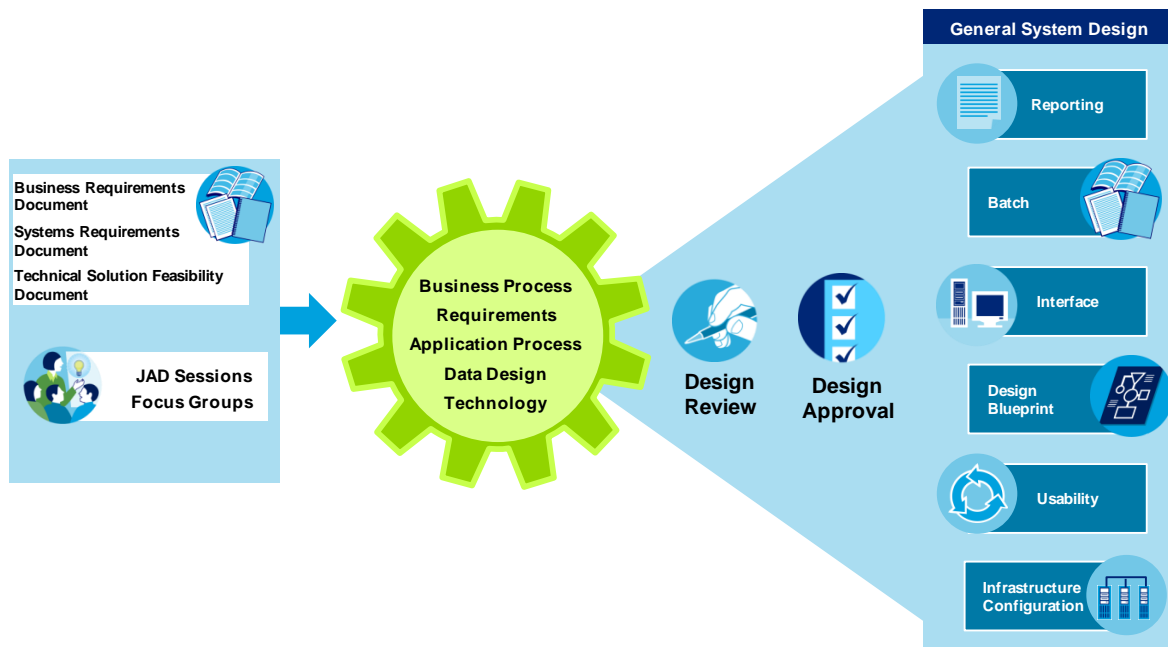 Business Requirements
Document
Systems Requirements
Document
Technical Solution Feasibility
Document
JAD Sessions
Focus Groups
Business Process
Requirements
Application Process
Data Design
Technology
Design
Review
Design
Approval
General System Design
Reporting
Batch
Interface
Design
Blueprint
Usability
Infrastructure
Configuration